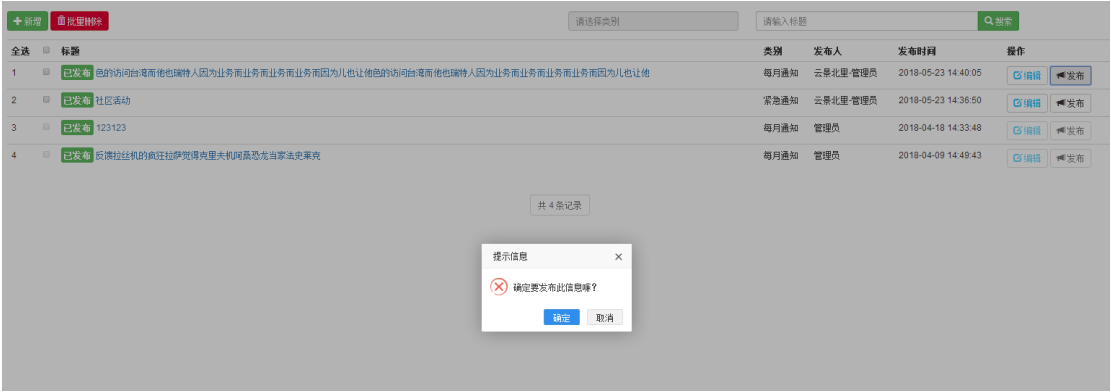 新增 批里删除 请选择类别 请输入标题 搜索
全选 标题 类别 发布人 发布时间 操作
1 已发布 色的访问台湾而他也瑞特人因为业务而业务而业务而业务而因为儿也让他色的访问台湾而他也瑞特人因为业务而业务而业务而业务而因为儿也让他 每月通知 云景北里-管理员 2018-05-23 14:40:05 编辑 发布
2 已发布 社区活动 紧急通知 云景北里-管理员 2018-05-23 14:36:50 编辑 发布
3 已发布 123123 每月通知 管理员 2018-04-18 14:33:48 编辑 发布
4 已发布 反馈拉丝机的疯狂拉萨觉得克里夫机阿聂恐龙当家法史莱克 每月通知 管理员 2018-04-09 14:49:43 编辑 发布
共 4 条记录
提示信息
确定要发布此信息嘛？
确定 取消